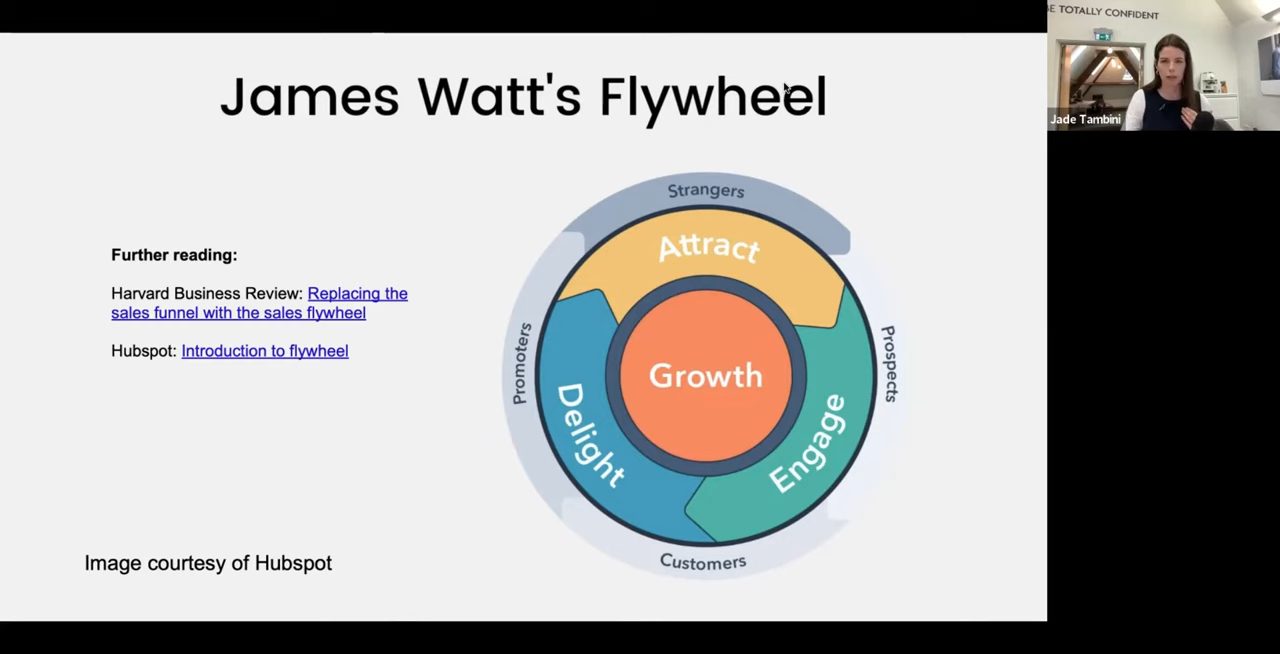 James Watt's Flywheel
Further reading:
Harvard Business Review: Replacing the
sales funnel with the sales flywheel
Hubspot: Introduction to flywheel
Image courtesy of Hubspot
Strangers
Attract
Prospects
Engage
Customers
Delight
Promoters
Growth
BE TOTALLY CONFIDENT
Jade Tambini